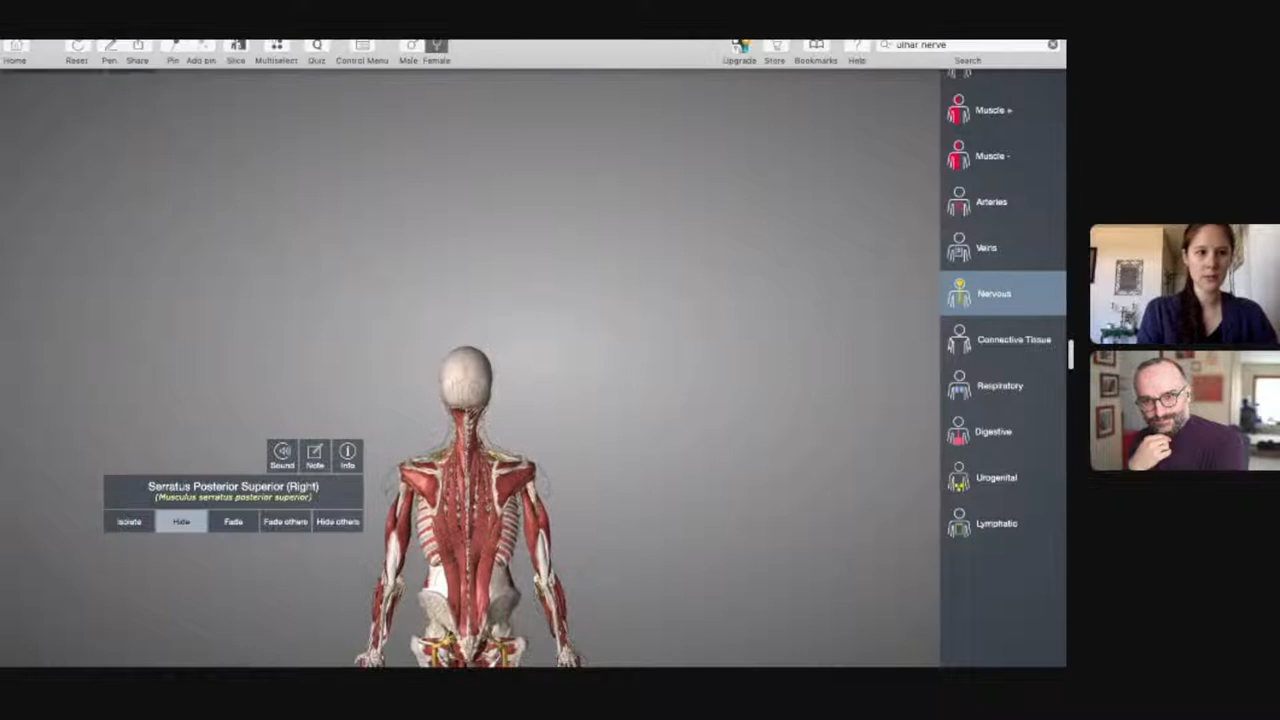 Home Reset Pen Share Pin Add pin Slice Multiselect Quiz Control Menu Male Female Upgrade Store Bookmarks Help Search
ulnar nerve
Muscle +
Muscle -
Arteries
Veins
Nervous
Connective Tissue
Respiratory
Digestive
Urogenital
Lymphatic
Sound Note Info
Serratus Posterior Superior (Right)
(Musculus serratus posterior superior)
Isolate Hide Fade Fade others Hide others